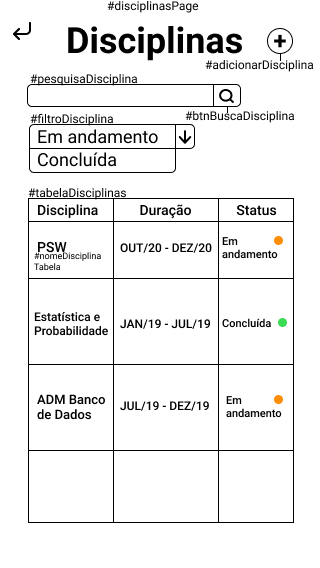 #disciplinasPage
Disciplinas
#adicionarDisciplina
#pesquisaDisciplina
#btnBuscaDisciplina
#filtroDisciplina
Em andamento
Concluída
#tabelaDisciplinas
Disciplina Duração Status
PSW
#nomeDisciplina
Tabela
OUT/20 - DEZ/20
Em
andamento
Estatística e
Probabilidade
JAN/19 - JUL/19
Concluída
ADM Banco
de Dados
JUL/19 - DEZ/19
Em
andamento